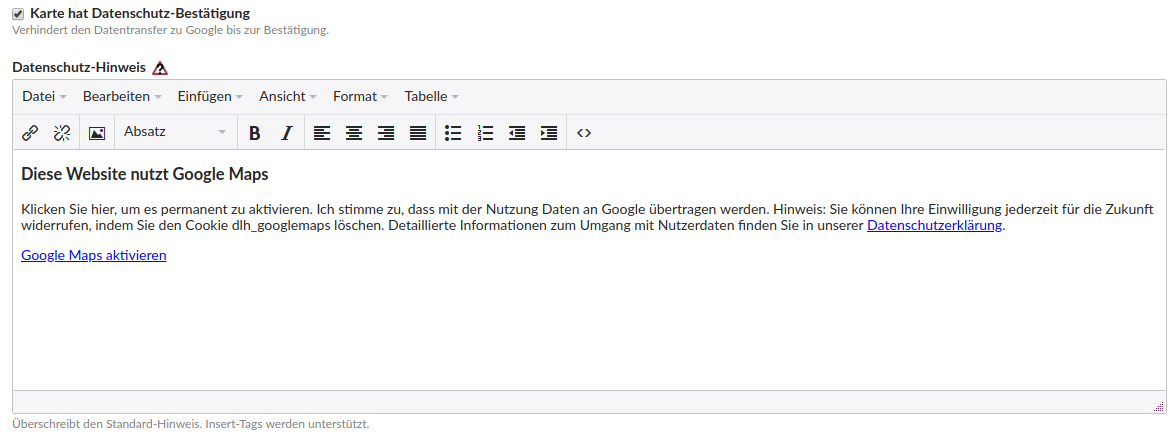 Karte hat Datenschutz-Bestätigung
Verhindert den Datentransfer zu Google bis zur Bestätigung.
Datenschutz-Hinweis
Datei Bearbeiten Einfügen Ansicht Format Tabelle
Absatz B I
Diese Website nutzt Google Maps
Klicken Sie hier, um es permanent zu aktivieren. Ich stimme zu, dass mit der Nutzung Daten an Google übertragen werden. Hinweis: Sie können Ihre Einwilligung jederzeit für die Zukunft
widerrufen, indem Sie den Cookie dlh_googlemaps löschen. Detaillierte Informationen zum Umgang mit Nutzerdaten finden Sie in unserer Datenschutzerklärung.
Google Maps aktivieren
Überschreibt den Standard-Hinweis. Insert-Tags werden unterstützt.